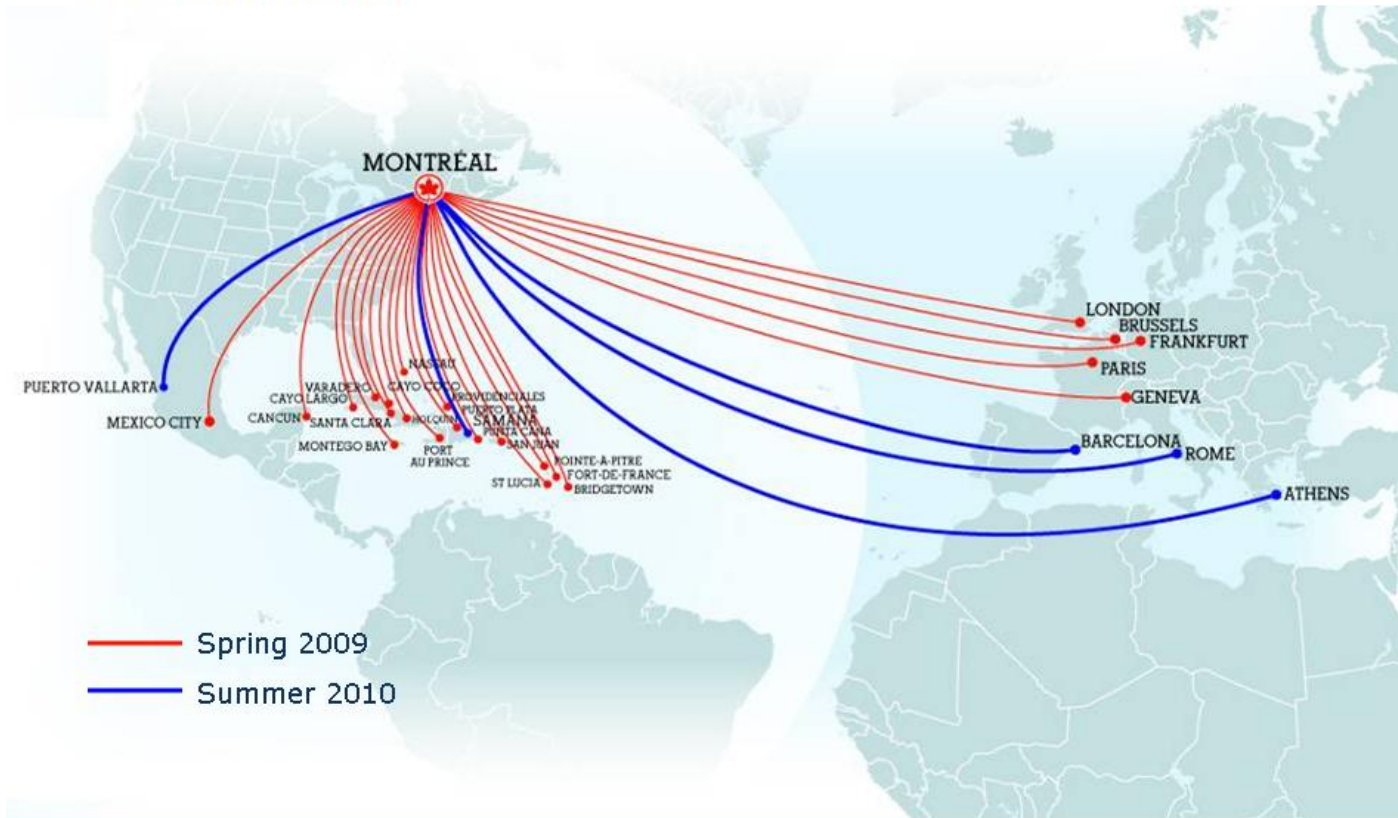 MONTRÉAL
LONDON
BRUSSELS
FRANKFURT
PARIS
GENEVA
BARCELONA
ROME
ATHENS
PUERTO VALLARTA
MEXICO CITY
CANCUN
NASSAU
VARADERO
CAYO COCO
CAYO LARGO
PROVIDENCIALES
SANTA CLARA
HOLQUIN
PUERTO PLATA
SAMANA
PUNTA CANA
MONTEGO BAY
PORT
AU PRINCE
SAN JUAN
POINTE-A-PITRE
ST LUCIA
FORT-DE-FRANCE
BRIDGETOWN
Spring 2009
Summer 2010